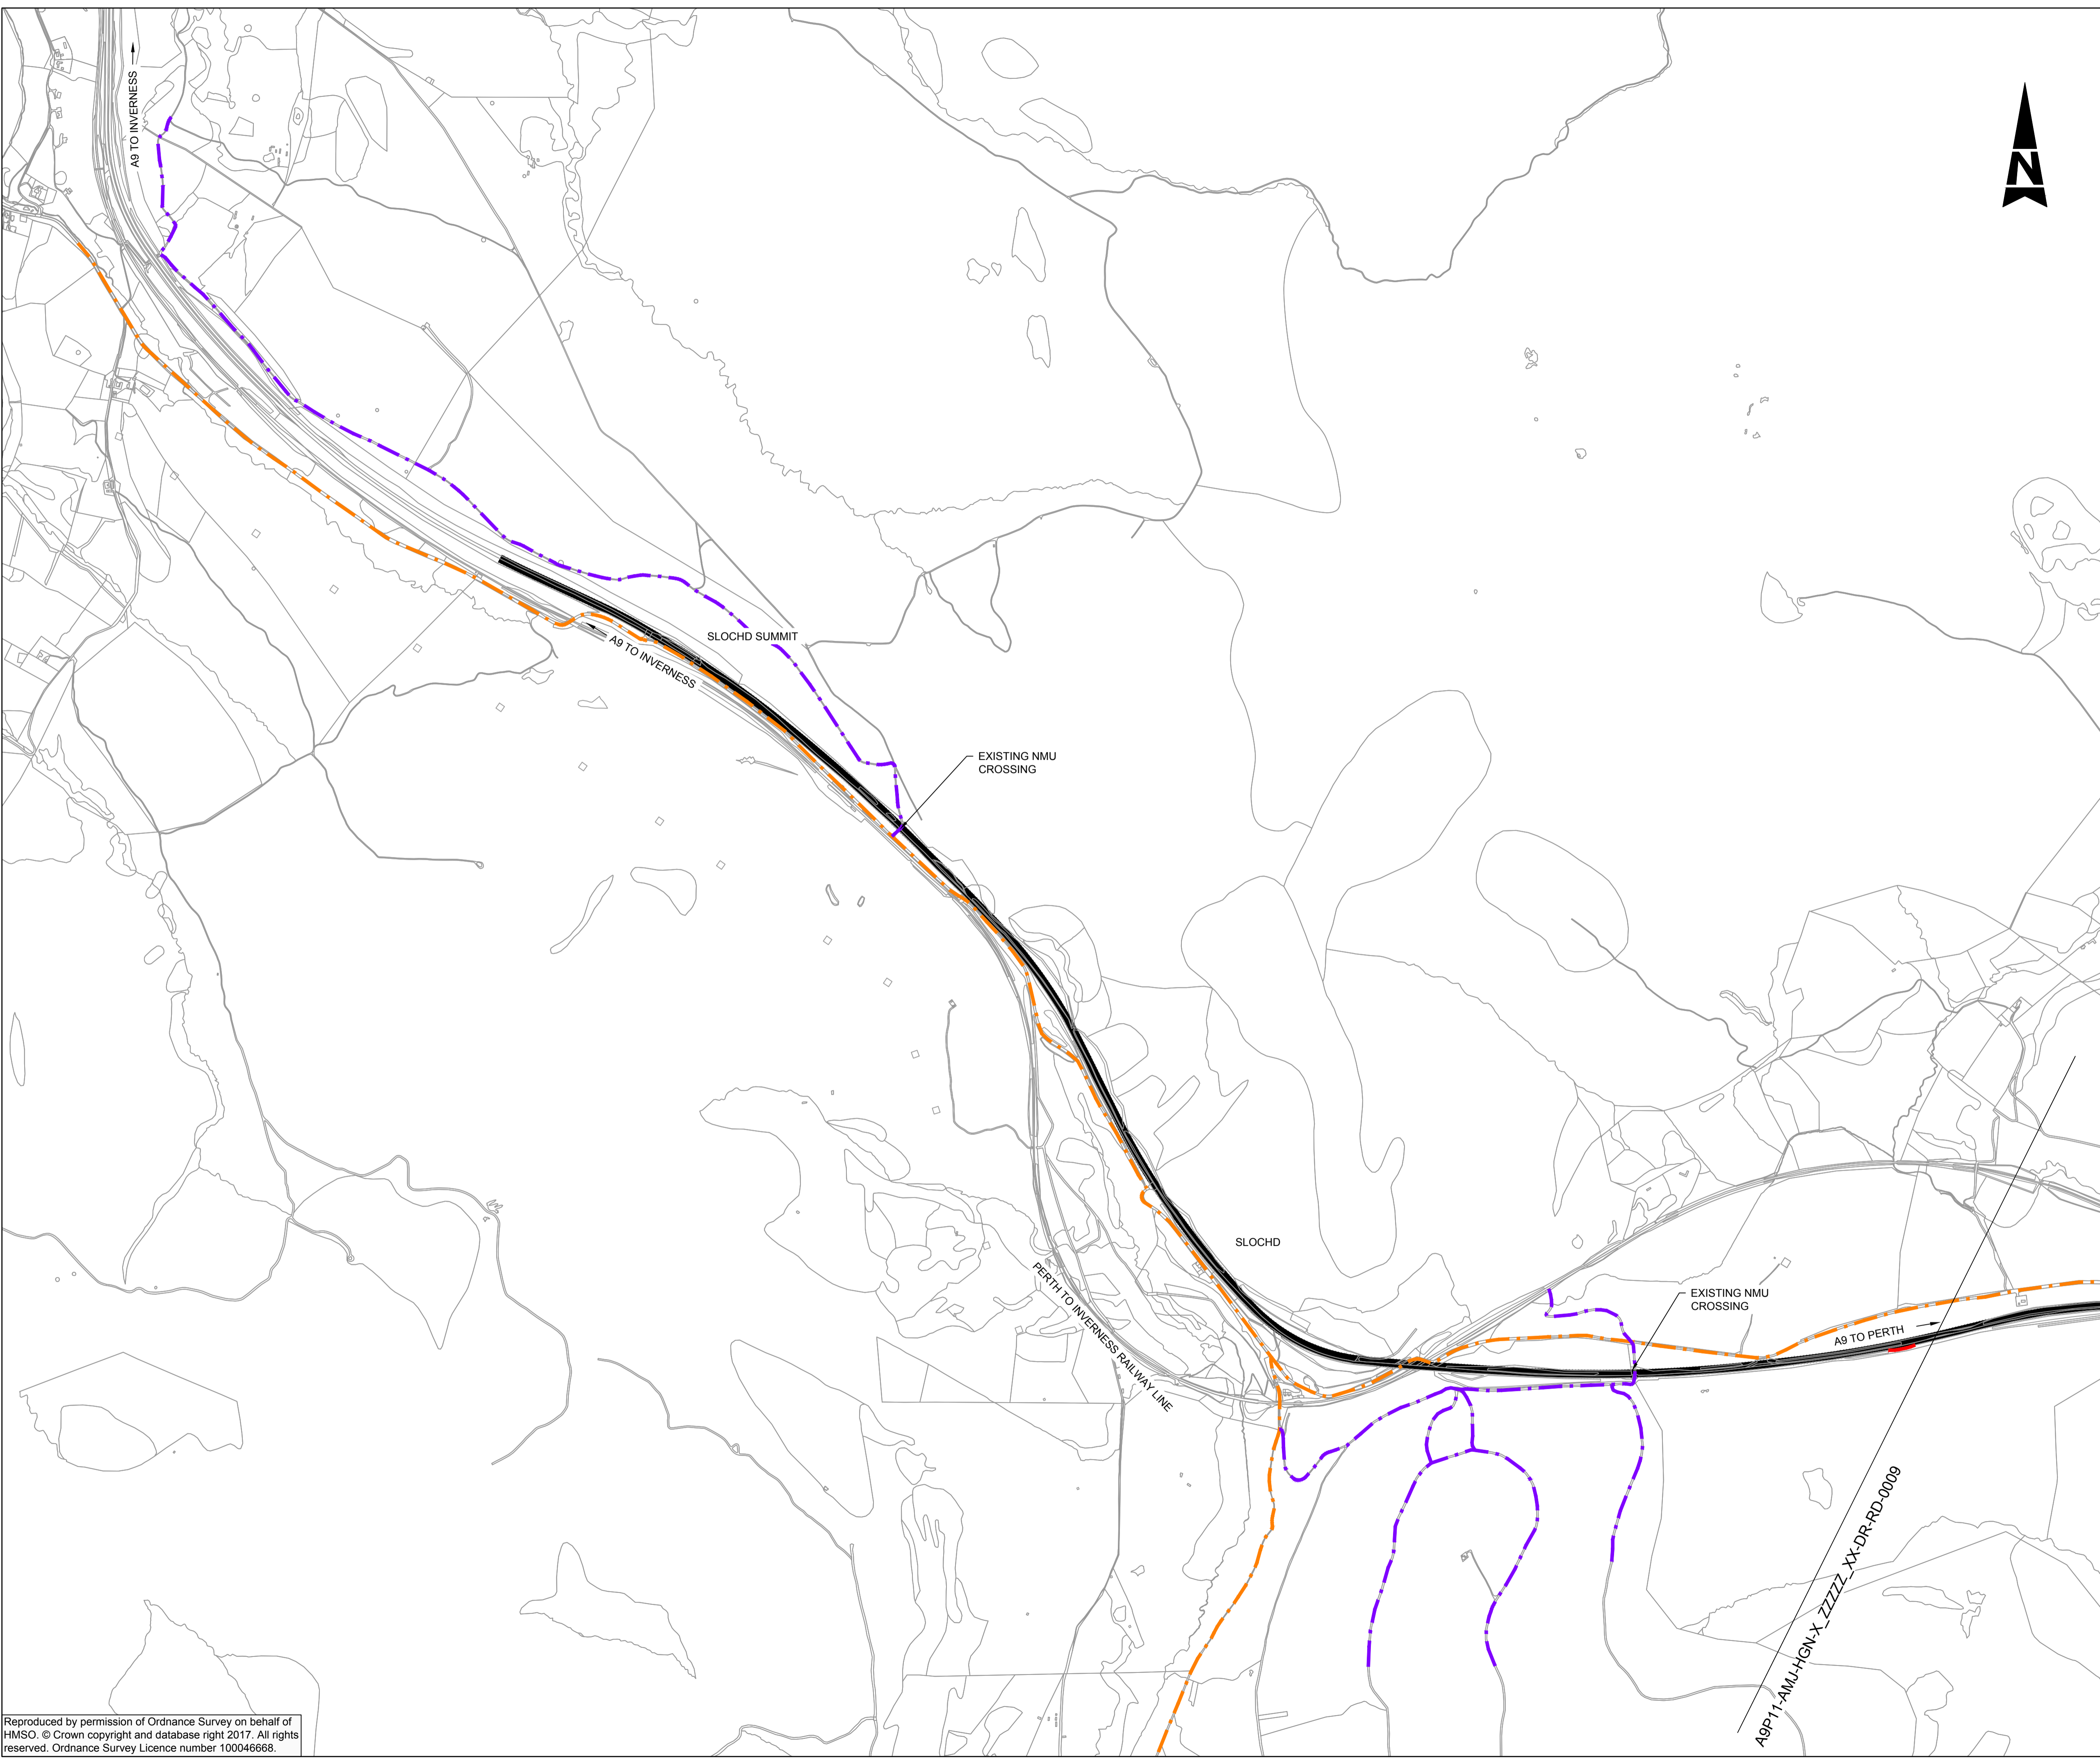 A9 TO INVERNESS
N
SLOCHD SUMMIT
A9 TO INVERNESS
EXISTING NMU
CROSSING
SLOCHD
PERTH TO INVERNESS RAILWAY LINE
EXISTING NMU
CROSSING
A9 TO PERTH
A9P11-AMJ-HGN-X_ZZZZZ_XX-DR-RD-0009
Reproduced by permission of Ordnance Survey on behalf of
HMSO. © Crown copyright and database right 2017. All rights
reserved. Ordnance Survey Licence number 100046668.